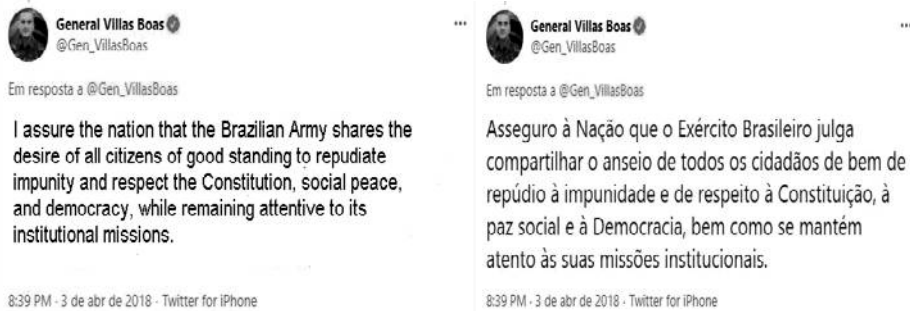 General Villas Boas
@Gen_VillasBoas
Em resposta a @Gen_VillasBoas
I assure the nation that the Brazilian Army shares the
desire of all citizens of good standing to repudiate
impunity and respect the Constitution, social peace,
and democracy, while remaining attentive to its
institutional missions.
8:39 PM · 3 de abr de 2018 · Twitter for iPhone
General Villas Boas
@Gen_VillasBoas
Em resposta a @Gen_VillasBoas
Asseguro à Nação que o Exército Brasileiro julga
compartilhar o anseio de todos os cidadãos de bem de
repúdio à impunidade e de respeito à Constituição, à
paz social e à Democracia, bem como se mantém
atento às suas missões institucionais.
8:39 PM · 3 de abr de 2018 · Twitter for iPhone